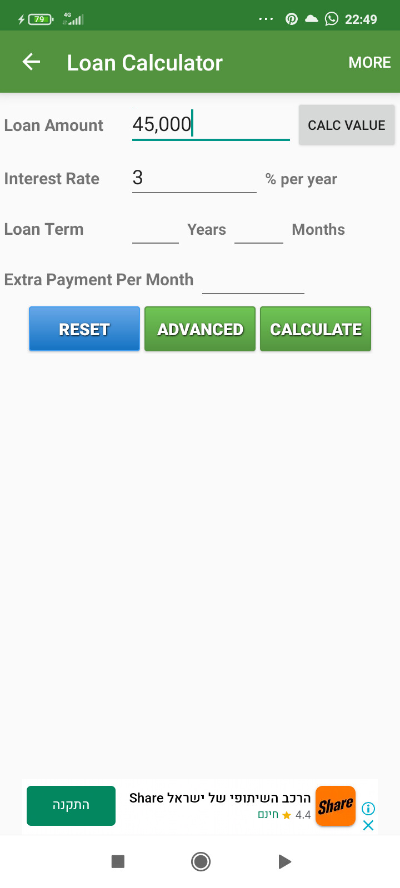 79 4G ... 22:49
Loan Calculator MORE
Loan Amount 45,000 CALC VALUE
Interest Rate 3 % per year
Loan Term Years Months
Extra Payment Per Month
RESET ADVANCED CALCULATE
הרכב השיתופי של ישראל Share
חינם ★ 4.4
התקנה
Share